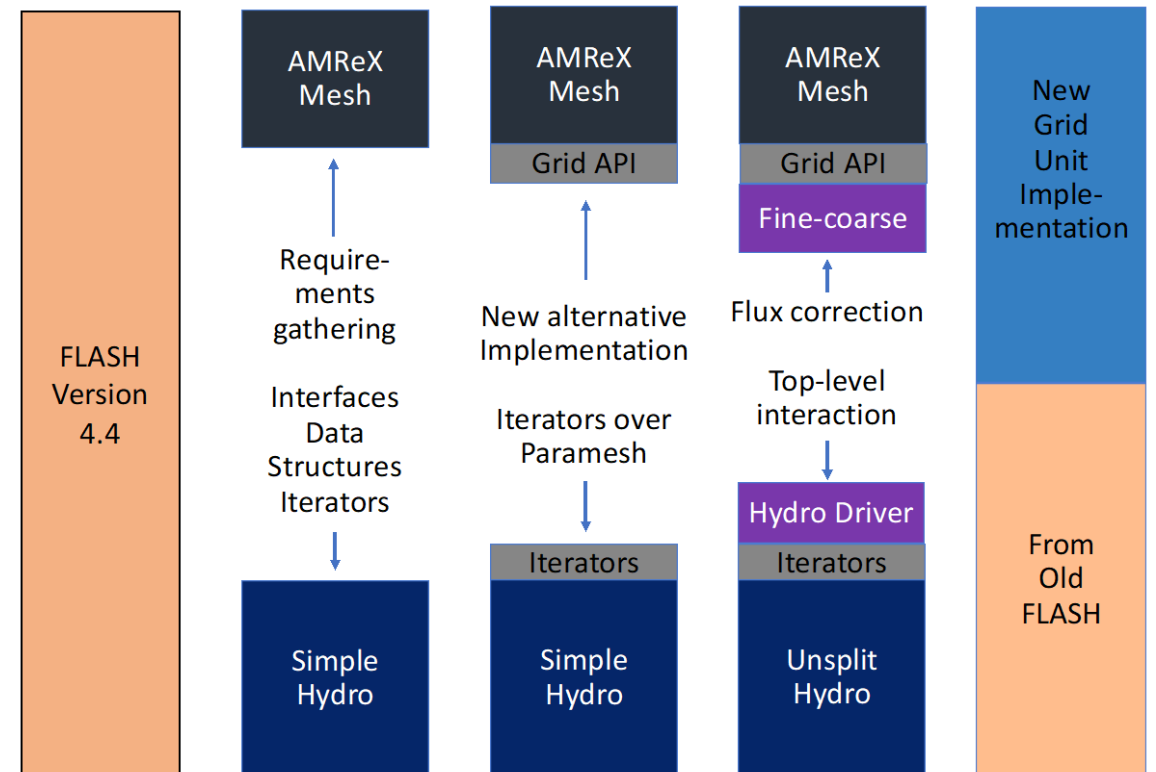 FLASH
Version
4.4
AMReX
Mesh
Require-
ments
gathering
Interfaces
Data
Structures
Iterators
Simple
Hydro
AMReX
Mesh
Grid API
New alternative
Implementation
Iterators over
Paramesh
Iterators
Simple
Hydro
AMReX
Mesh
Grid API
Fine-coarse
Flux correction
Top-level
interaction
Hydro Driver
Iterators
Unsplit
Hydro
New
Grid
Unit
Imple-
mentation
From
Old
FLASH